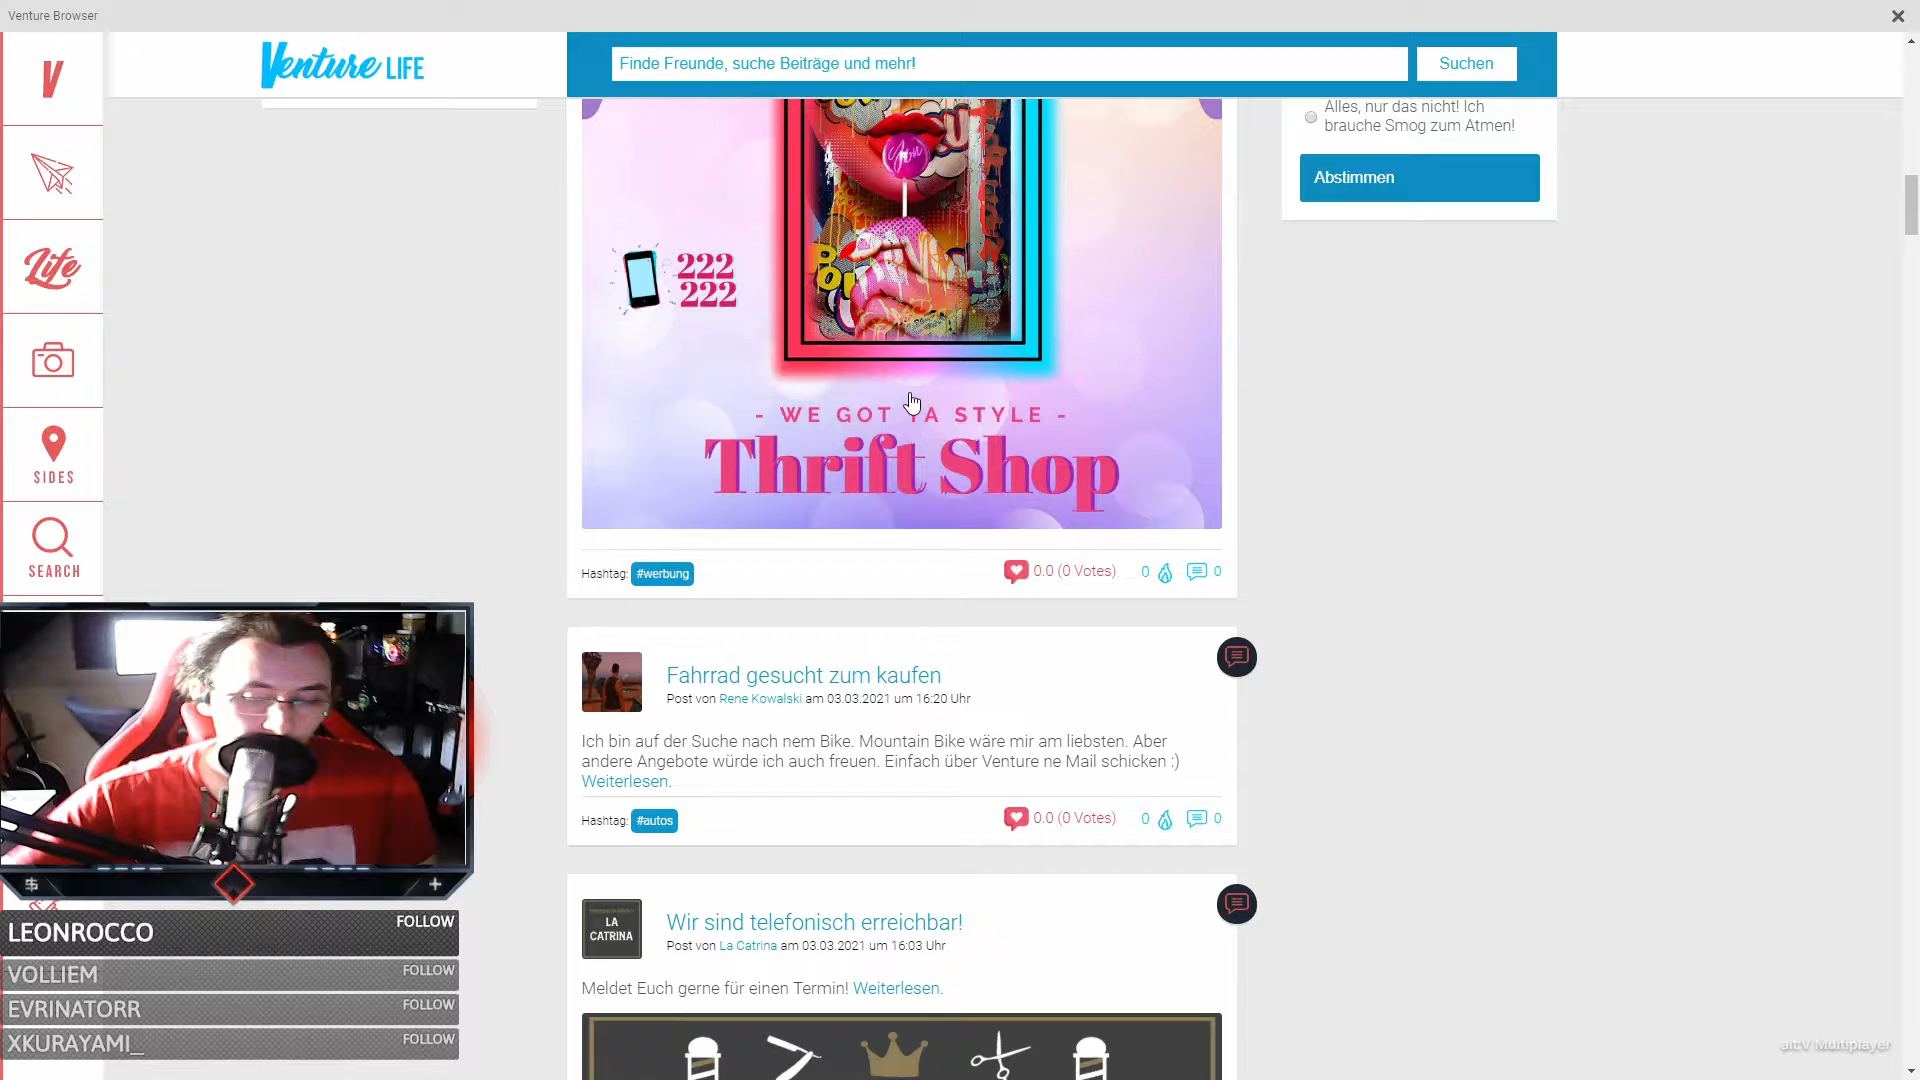 Venture Browser
V
Venture LIFE
Finde Freunde, suche Beiträge und mehr!
Suchen
Life
SIDES
SEARCH
Alles, nur das nicht! Ich
brauche Smog zum Atmen!
Abstimmen
You
222
222
- WE GOT YA STYLE -
Thrift Shop
Hashtag: #werbung
0.0 (0 Votes)
0
0
Fahrrad gesucht zum kaufen
Post von Rene Kowalski am 03.03.2021 um 16:20 Uhr
Ich bin auf der Suche nach nem Bike. Mountain Bike wäre mir am liebsten. Aber
andere Angebote würde ich auch freuen. Einfach über Venture ne Mail schicken :)
Weiterlesen.
Hashtag: #autos
0.0 (0 Votes)
0
0
LA
CATRINA
Wir sind telefonisch erreichbar!
Post von La Catrina am 03.03.2021 um 16:03 Uhr
Meldet Euch gerne für einen Termin! Weiterlesen.
LEONROCCO FOLLOW
VOLLIEM FOLLOW
EVRINATORR FOLLOW
XKURAYAMI_ FOLLOW
alt:V Multiplayer